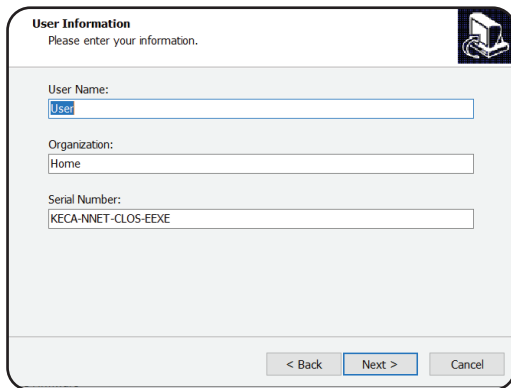 User Information
Please enter your information.
User Name:
User
Organization:
Home
Serial Number:
KECA-NNET-CLOS-EEXE
< Back Next > Cancel